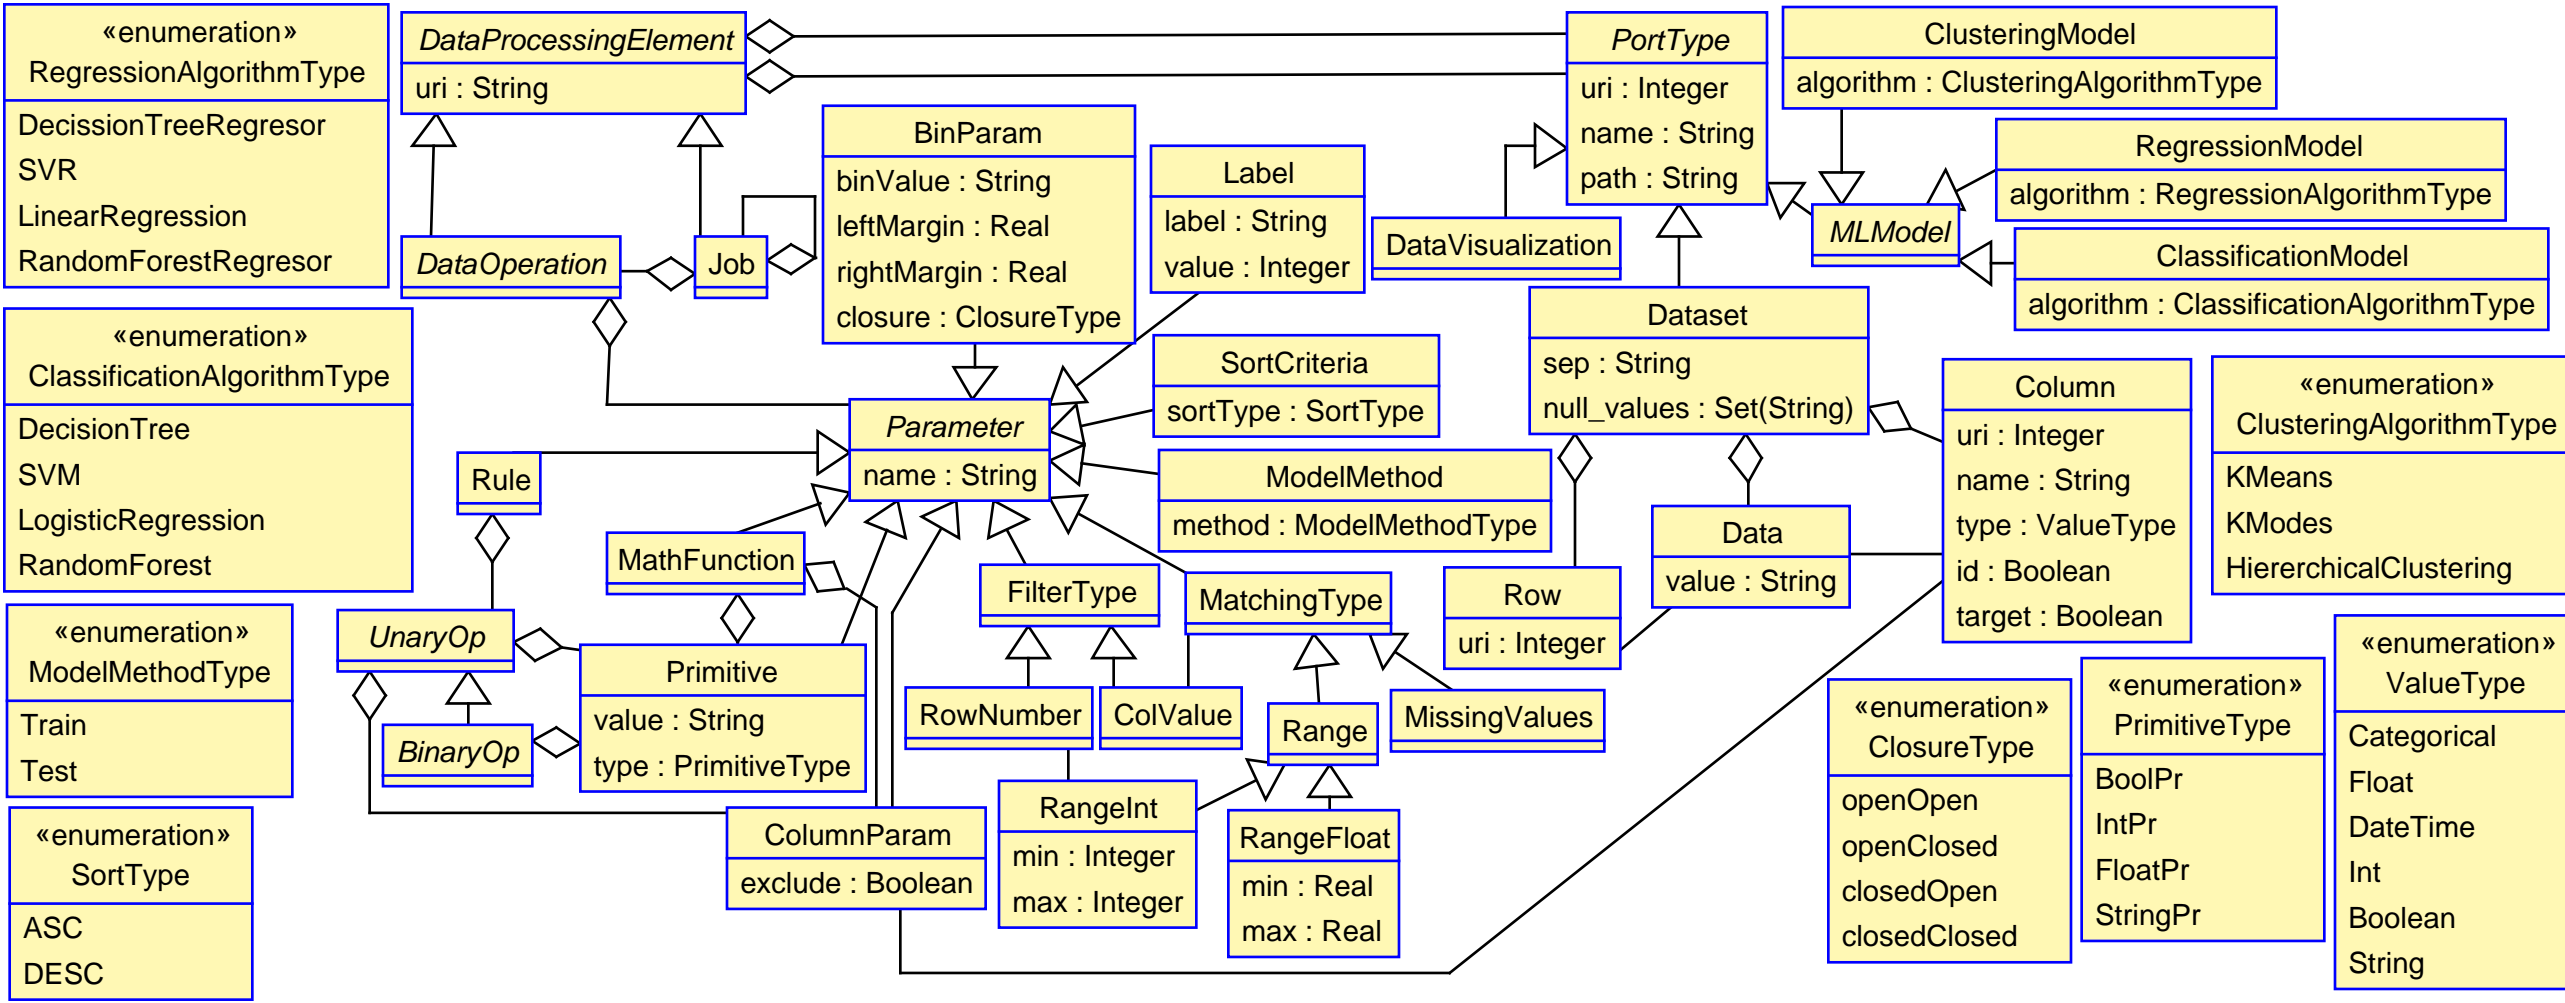 «enumeration»
RegressionAlgorithmType
DecissionTreeRegresor
SVR
LinearRegression
RandomForestRegresor
DataProcessingElement
uri : String
PortType
uri : Integer
name : String
path : String
ClusteringModel
algorithm : ClusteringAlgorithmType
RegressionModel
algorithm : RegressionAlgorithmType
MLModel
ClassificationModel
algorithm : ClassificationAlgorithmType
BinParam
binValue : String
leftMargin : Real
rightMargin : Real
closure : ClosureType
Label
label : String
value : Integer
DataVisualization
DataOperation
Job
Dataset
sep : String
null_values : Set(String)
«enumeration»
ClassificationAlgorithmType
DecisionTree
SVM
LogisticRegression
RandomForest
SortCriteria
sortType : SortType
Parameter
name : String
ModelMethod
method : ModelMethodType
Column
uri : Integer
name : String
type : ValueType
id : Boolean
target : Boolean
«enumeration»
ClusteringAlgorithmType
KMeans
KModes
HiererchicalClustering
Rule
MathFunction
FilterType
MatchingType
Row
uri : Integer
Data
value : String
«enumeration»
ModelMethodType
Train
Test
UnaryOp
BinaryOp
Primitive
value : String
type : PrimitiveType
RowNumber
ColValue
Range
MissingValues
«enumeration»
ClosureType
openOpen
openClosed
closedOpen
closedClosed
«enumeration»
PrimitiveType
BoolPr
IntPr
FloatPr
StringPr
«enumeration»
ValueType
Categorical
Float
DateTime
Int
Boolean
String
«enumeration»
SortType
ASC
DESC
ColumnParam
exclude : Boolean
RangeInt
min : Integer
max : Integer
RangeFloat
min : Real
max : Real